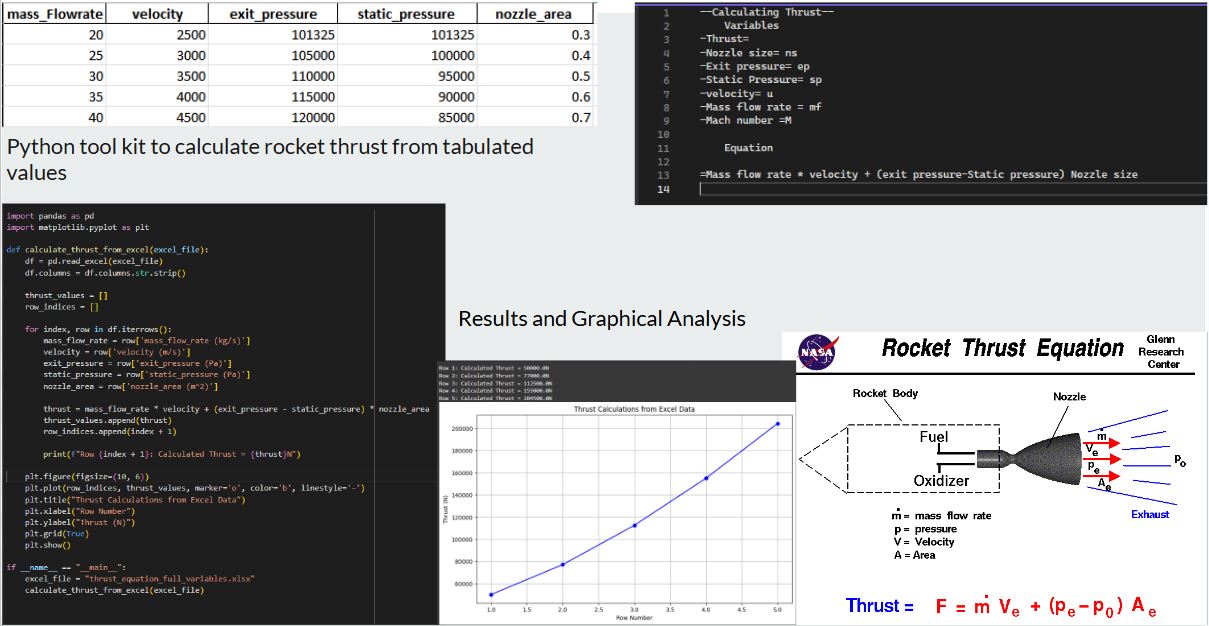 mass_Flowrate velocity exit_pressure static_pressure nozzle_area
20 2500 101325 101325 0.3
25 3000 105000 100000 0.4
30 3500 110000 95000 0.5
35 4000 115000 90000 0.6
40 4500 120000 85000 0.7
Python tool kit to calculate rocket thrust from tabulated
values
1 --Calculating Thrust--
2 Variables
3 -Thrust=
4 -Nozzle size= ns
5 -Exit pressure= ep
6 -Static Pressure= sp
7 -velocity= u
8 -Mass flow rate = mf
9 -Mach number =M
10
11 Equation
12
13 =Mass flow rate * velocity + (exit pressure-Static pressure) Nozzle size
14
import pandas as pd
import matplotlib.pyplot as plt
def calculate_thrust_from_excel(excel_file):
df = pd.read_excel(excel_file)
df.columns = df.columns.str.strip()
thrust_values = []
row_indices = []
for index, row in df.iterrows():
mass_flow_rate = row['mass_flow_rate (kg/s)']
velocity = row['velocity (m/s)']
exit_pressure = row['exit_pressure (Pa)']
static_pressure = row['static_pressure (Pa)']
nozzle_area = row['nozzle_area (m^2)']
thrust = mass_flow_rate * velocity + (exit_pressure - static_pressure) * nozzle_area
thrust_values.append(thrust)
row_indices.append(index + 1)
print(f"Row {index + 1}: Calculated Thrust = {thrust}N")
plt.figure(figsize=(10, 6))
plt.plot(row_indices, thrust_values, marker='o', color='b', linestyle='-')
plt.title("Thrust Calculations from Excel Data")
plt.xlabel("Row Number")
plt.ylabel("Thrust (N)")
plt.grid(True)
plt.show()
if __name__ == "__main__":
excel_file = "thrust_equation_full_variables.xlsx"
calculate_thrust_from_excel(excel_file)
Results and Graphical Analysis
Row 1: Calculated Thrust = 50000.0N
Row 2: Calculated Thrust = 77000.0N
Row 3: Calculated Thrust = 112500.0N
Row 4: Calculated Thrust = 155000.0N
Row 5: Calculated Thrust = 204500.0N
Thrust Calculations from Excel Data
200000
180000
160000
140000
120000
100000
80000
60000
Thrust (N)
1.0 1.5 2.0 2.5 3.0 3.5 4.0 4.5 5.0
Row Number
NASA
Rocket Thrust Equation
Glenn
Research
Center
Rocket Body
Nozzle
Fuel
Oxidizer
ṁ
Ve
pe
Ae
po
Exhaust
ṁ = mass flow rate
p = pressure
V = Velocity
A = Area
Thrust = F = ṁ Ve + (pe - p0) Ae